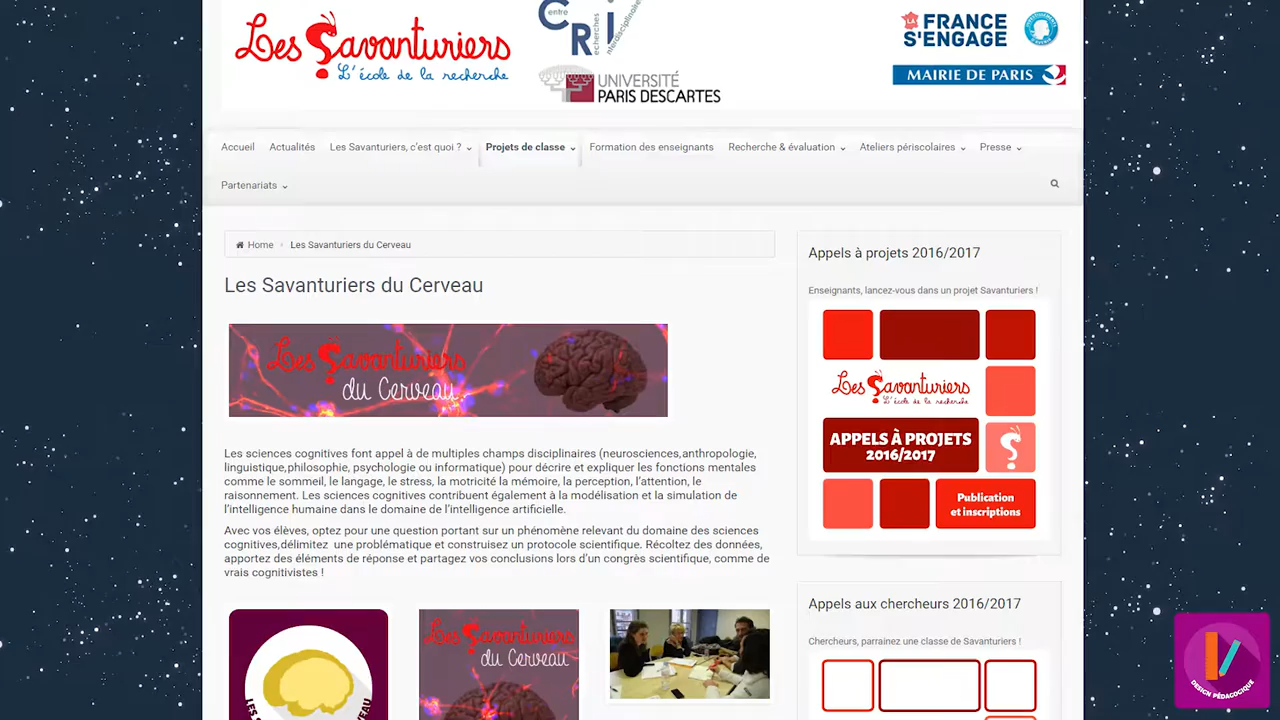 Les Savanturiers
L'école de la recherche
entre
CRI
echerches
nterdisciplinaire
UNIVERSITÉ
PARIS DESCARTES
LA
FRANCE
S'ENGAGE
MAIRIE DE PARIS
Accueil Actualités Les Savanturiers, c'est quoi ? Projets de classe Formation des enseignants Recherche & évaluation Ateliers périscolaires Presse
Partenariats
Home Les Savanturiers du Cerveau
Les Savanturiers du Cerveau
Les Savanturiers
du Cerveau
Les sciences cognitives font appel à de multiples champs disciplinaires (neurosciences,anthropologie,
linguistique,philosophie, psychologie ou informatique) pour décrire et expliquer les fonctions mentales
comme le sommeil, le langage, le stress, la motricité la mémoire, la perception, l'attention, le
raisonnement. Les sciences cognitives contribuent également à la modélisation et la simulation de
l'intelligence humaine dans le domaine de l'intelligence artificielle.
Avec vos élèves, optez pour une question portant sur un phénomène relevant du domaine des sciences
cognitives,délimitez une problématique et construisez un protocole scientifique. Récoltez des données,
apportez des éléments de réponse et partagez vos conclusions lors d'un congrès scientifique, comme de
vrais cognitivistes !
Les Savanturiers
du Cerveau
Appels à projets 2016/2017
Enseignants, lancez-vous dans un projet Savanturiers !
Les Savanturiers
L'école de la recherche
APPELS À PROJETS
2016/2017
Publication
et inscriptions
Appels aux chercheurs 2016/2017
Chercheurs, parrainez une classe de Savanturiers !
DESIGN PÉDAGOGIQUE